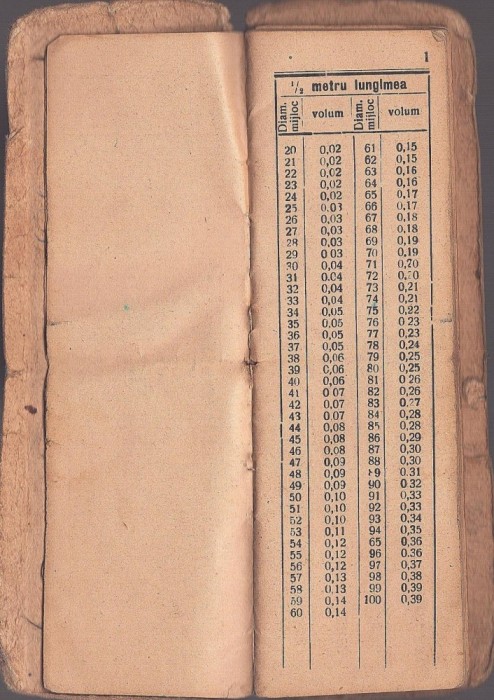 1
1/2 metru lungimea
Diam. mijloc volum Diam. mijloc volum
20 0,02 61 0,15
21 0,02 62 0,15
22 0,02 63 0,16
23 0,02 64 0,16
24 0,02 65 0,17
25 0,03 66 0,17
26 0,03 67 0,18
27 0,03 68 0,18
28 0,03 69 0,19
29 0 03 70 0,19
30 0,04 71 0,20
31 0,04 72 0,20
32 0,04 73 0,21
33 0,04 74 0,21
34 0,05 75 0,22
35 0,05 76 0 23
36 0,05 77 0,23
37 0,05 78 0,24
38 0,06 79 0,25
39 0,06 80 0,25
40 0,06 81 0 26
41 0 07 82 0,26
42 0,07 83 0,27
43 0,07 84 0,28
44 0,08 85 0,28
45 0,08 86 0,29
46 0,08 87 0,30
47 0,09 88 0,30
48 0,09 89 0.31
49 0,09 90 0 32
50 0,10 91 0,33
51 0,10 92 0,33
52 0,10 93 0,34
53 0,11 94 0,35
54 0,12 65 0,36
55 0,12 96 0.36
56 0,12 97 0,37
57 0,13 98 0,38
58 0.13 99 0,39
59 0,14 100 0,39
60 0,14